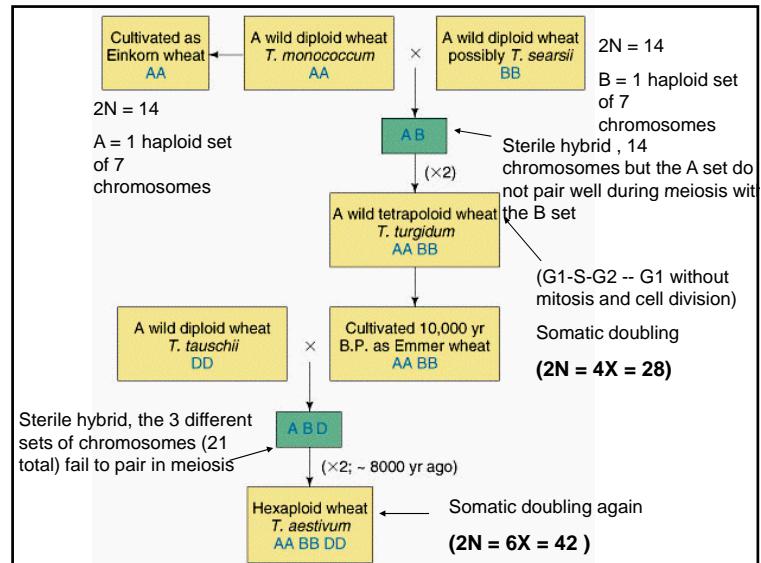 Cultivated as
Einkorn wheat
AA
A wild diploid wheat
T. monococcum
AA
×
A wild diploid wheat
possibly T. searsii
BB
2N = 14
B = 1 haploid set
of 7
chromosomes
2N = 14
A = 1 haploid set
of 7
chromosomes
A B
Sterile hybrid , 14
chromosomes but the A set do
not pair well during meiosis with
the B set
(×2)
A wild tetrapoloid wheat
T. turgidum
AA BB
(G1-S-G2 -- G1 without
mitosis and cell division)
Somatic doubling
(2N = 4X = 28)
A wild diploid wheat
T. tauschii
DD
×
Cultivated 10,000 yr
B.P. as Emmer wheat
AA BB
Sterile hybrid, the 3 different
sets of chromosomes (21
total) fail to pair in meiosis
A B D
(×2; ~ 8000 yr ago)
Hexaploid wheat
T. aestivum
AA BB DD
Somatic doubling again
(2N = 6X = 42 )